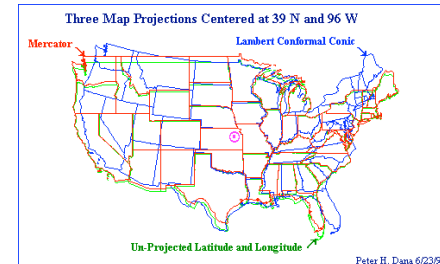 Three Map Projections Centered at 39 N and 96 W
Mercator
Lambert Conformal Conic
Un-Projected Latitude and Longitude
Peter H. Dana